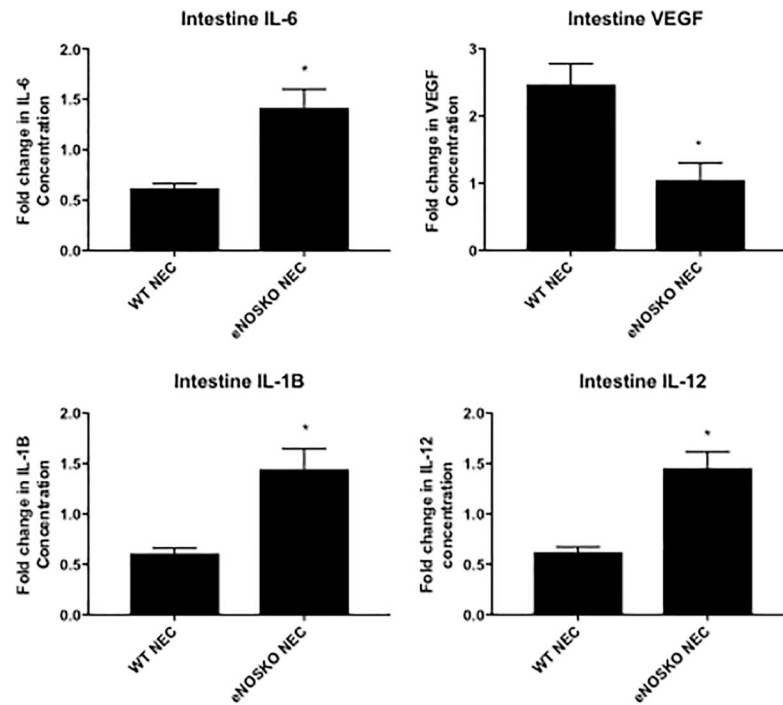 Intestine IL-6
Fold change in IL-6
Concentration
2.0
1.5
1.0
0.5
0.0
*
WT NEC
eNOSKO NEC
Intestine VEGF
Fold change in VEGF
Concentration
3
2
1
0
*
WT NEC
eNOSKO NEC
Intestine IL-1B
Fold change in IL-1B
Concentration
2.0
1.5
1.0
0.5
0.0
*
WT NEC
eNOSKO NEC
Intestine IL-12
Fold change in IL-12
concentration
2.0
1.5
1.0
0.5
0.0
*
WT NEC
eNOSKO NEC